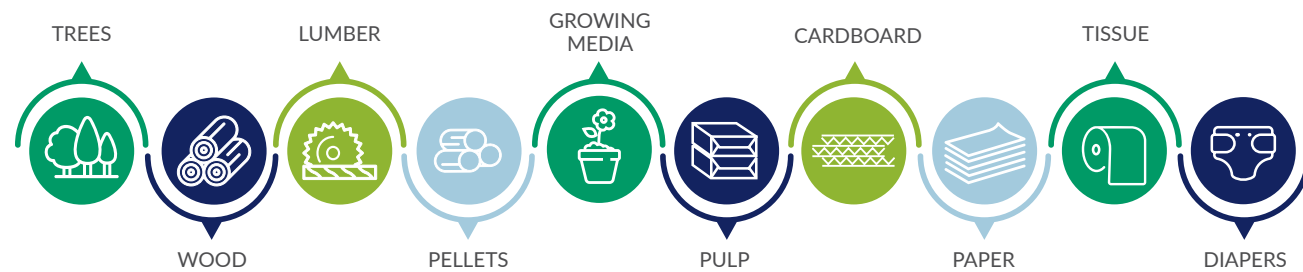 TREES
WOOD
LUMBER
PELLETS
GROWING
MEDIA
PULP
CARDBOARD
PAPER
TISSUE
DIAPERS